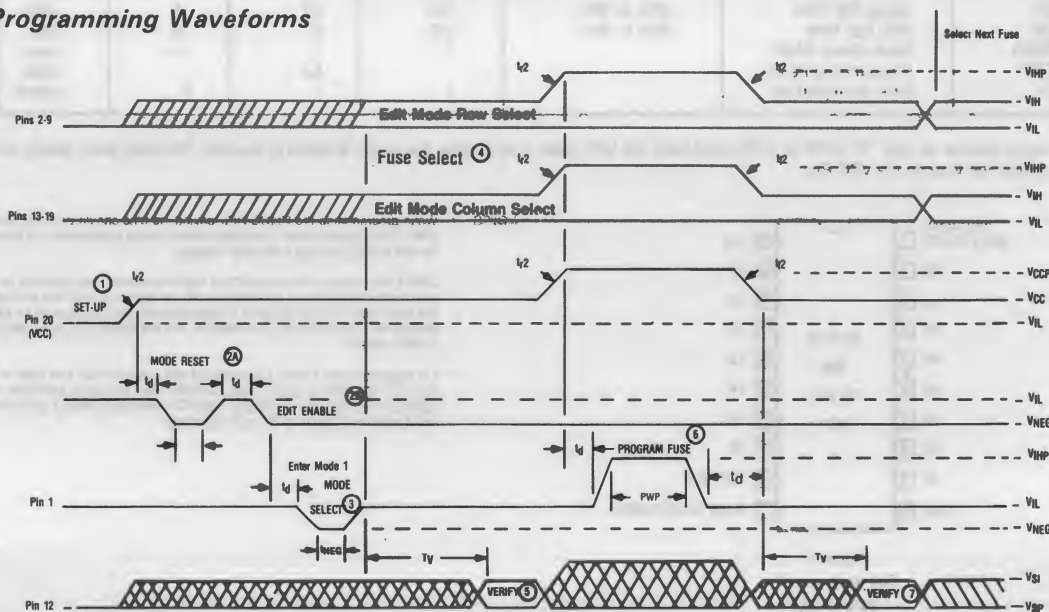 Programming Waveforms
Select Next Fuse
tr2
tf2
VIHP
VIH
Edit Mode Row Select
Pins 2-9
VIL
Fuse Select ④
tr2
tf2
VIHP
VIH
Edit Mode Column Select
Pins 13-19
VIL
tr2
tf2
VCCP
① tr2
VCC
SET-UP
Pin 20
(VCC)
VIL
MODE RESET 2A
td
td
VIL
EDIT ENABLE 2B
VNEG
PROGRAM FUSE ⑥
VIHP
td
Enter Mode 1
td
MODE
td
PWP
Pin 1
SELECT ③
VIL
tNEG
VNEG
TV
TV
VSI
VERIFY ⑤
VERIFY ⑦
Pin 12